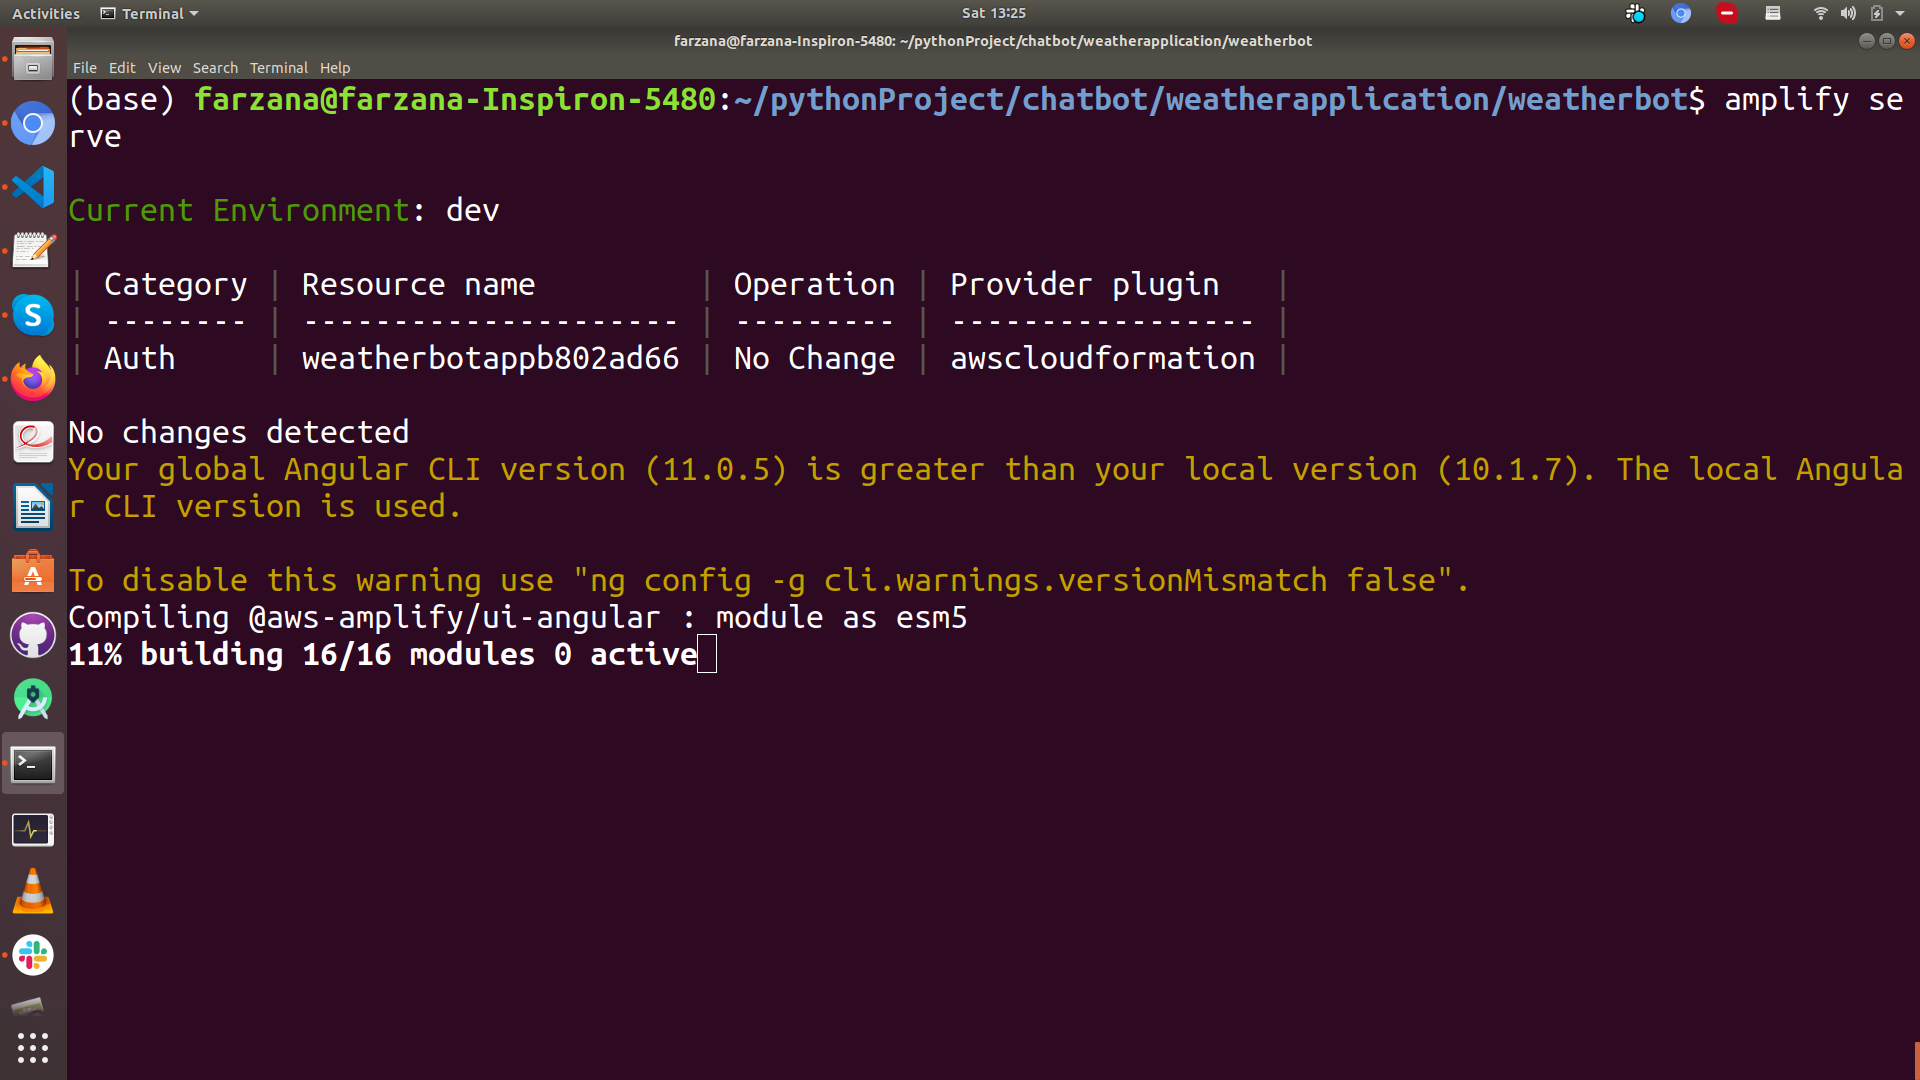 Activities Terminal Sat 13:25
farzana@farzana-Inspiron-5480: ~/pythonProject/chatbot/weatherapplication/weatherbot
File Edit View Search Terminal Help
(base) farzana@farzana-Inspiron-5480:~/pythonProject/chatbot/weatherapplication/weatherbot$ amplify se
rve
Current Environment: dev
| Category | Resource name | Operation | Provider plugin |
| -------- | --------------------- | --------- | ----------------- |
| Auth | weatherbotappb802ad66 | No Change | awscloudformation |
No changes detected
Your global Angular CLI version (11.0.5) is greater than your local version (10.1.7). The local Angula
r CLI version is used.
To disable this warning use "ng config -g cli.warnings.versionMismatch false".
Compiling @aws-amplify/ui-angular : module as esm5
11% building 16/16 modules 0 active